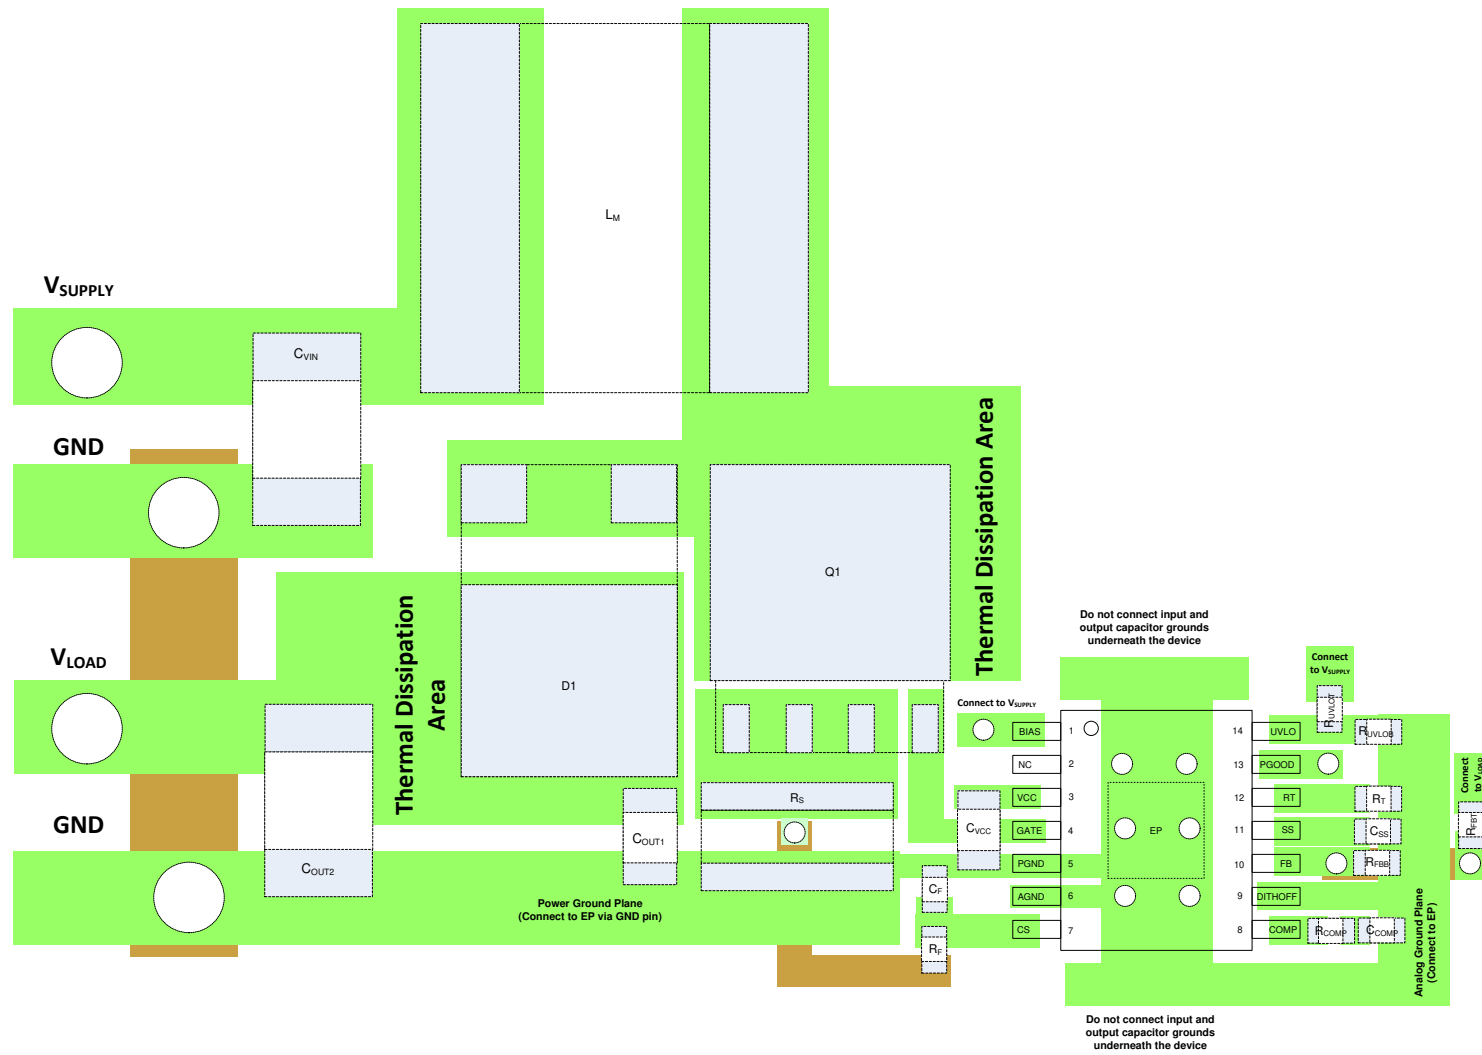 LM
VSUPPLY
CVIN
GND
Thermal Dissipation Area
Q1
VLOAD
D1
Thermal Dissipation
Area
Do not connect input and
output capacitor grounds
underneath the device
Connect
to VSUPPLY
RUVLOT
Connect to VSUPPLY
BIAS
1
14
UVLO
RUVLOB
NC
2
13
PGOOD
Connect
to VLOAD
RS
VCC
3
12
RT
RT
GND
COUT1
CVCC
GATE
4
EP
11
SS
CSS
RFBT
COUT2
PGND
5
10
FB
RFBB
CF
AGND
6
9
DITHOFF
Power Ground Plane
(Connect to EP via GND pin)
CS
7
8
COMP
RCOMP
CCOMP
RF
Analog Ground Plane
(Connect to EP)
Do not connect input and
output capacitor grounds
underneath the device